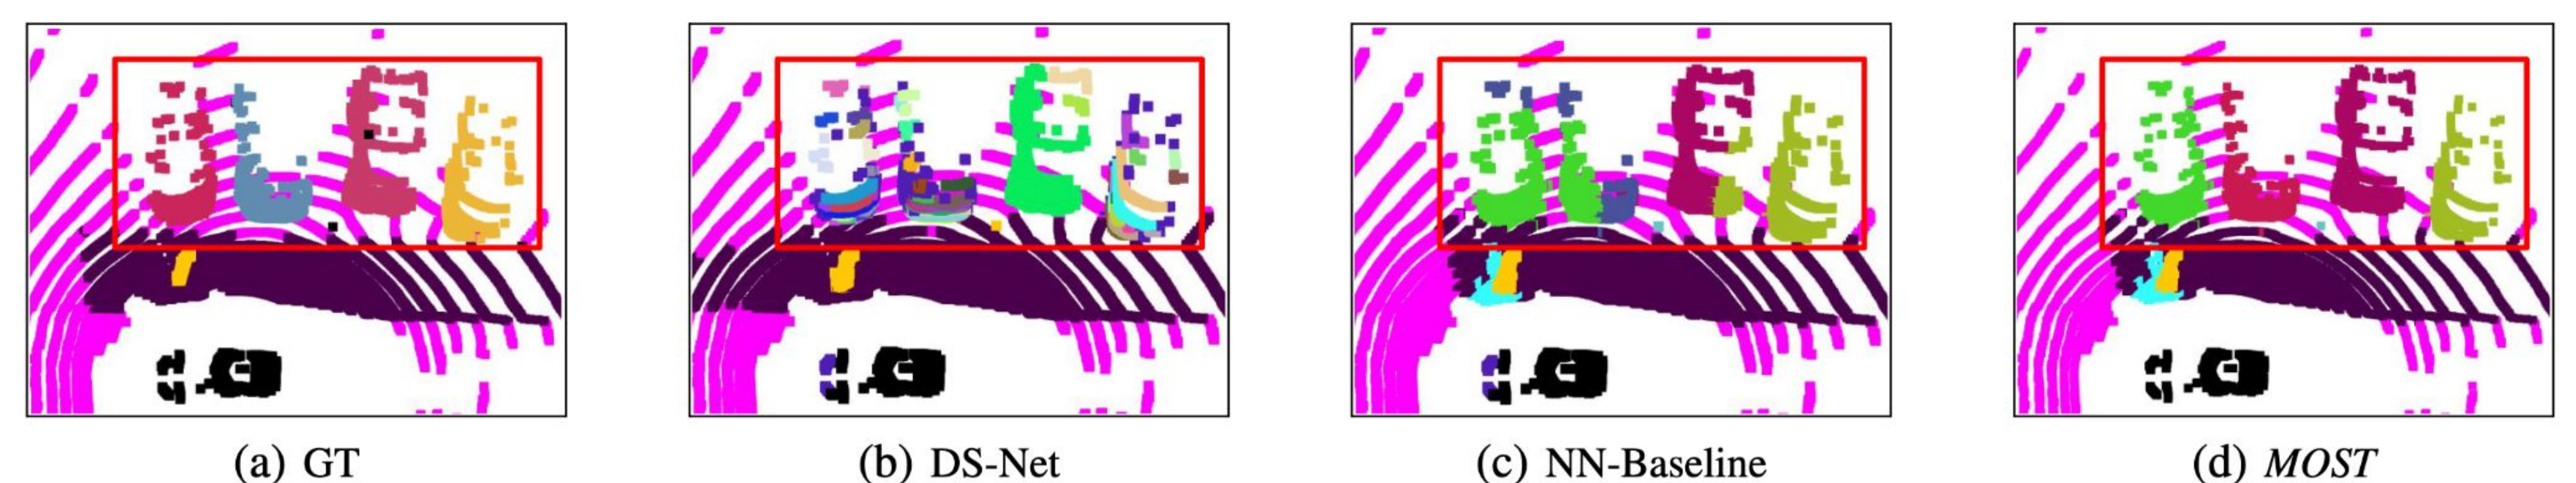 (a) GT
(b) DS-Net
(c) NN-Baseline
(d) MOST